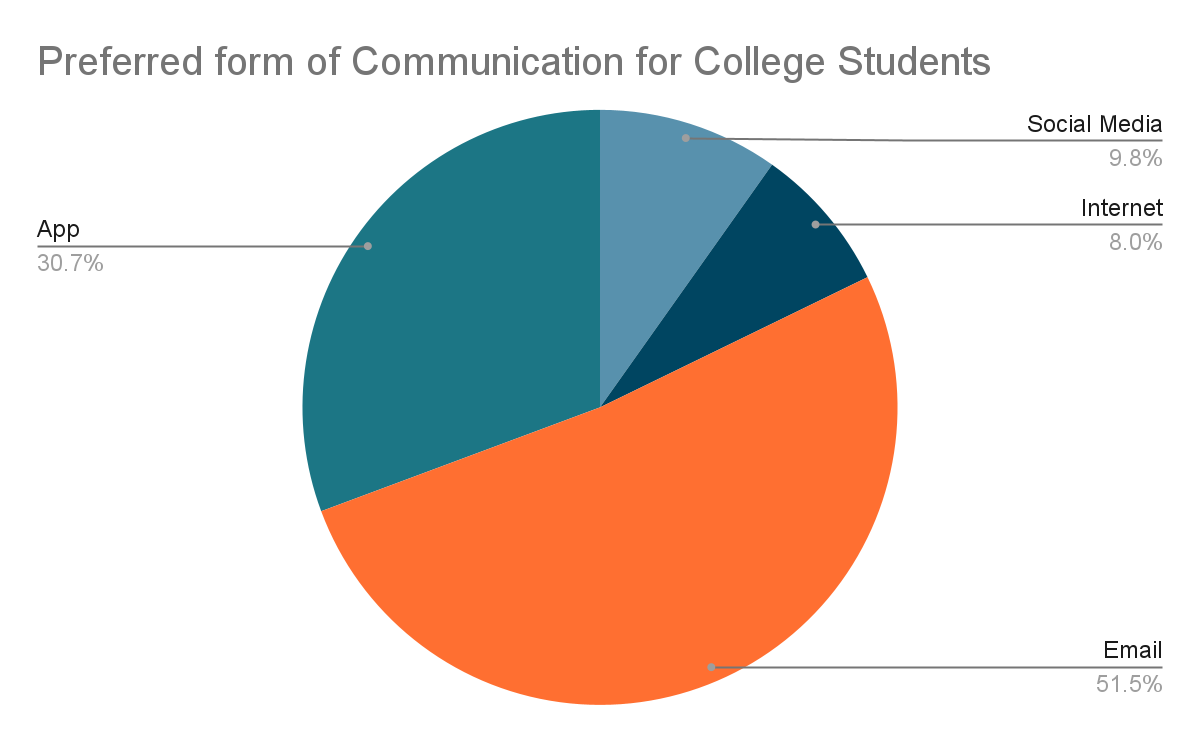 Preferred form of Communication for College Students
Social Media
9.8%
Internet
8.0%
App
30.7%
Email
51.5%